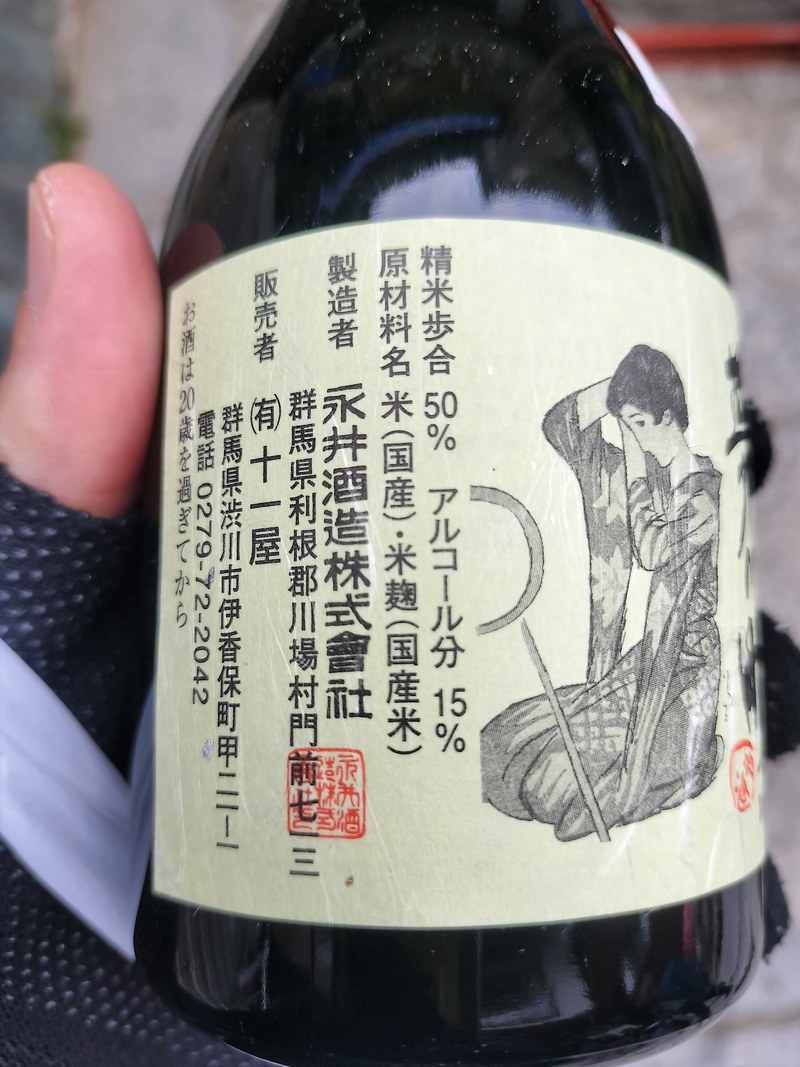 精米歩合 50% アルコール分 15%
原材料名 米(国産)・米麹(国産米)
製造者 永井酒造株式會社
群馬県利根郡川場村門前七一三
販売者 (有)十一屋
群馬県渋川市伊香保町甲二一一
電話 0279-72-2042
お酒は20歳を過ぎてから